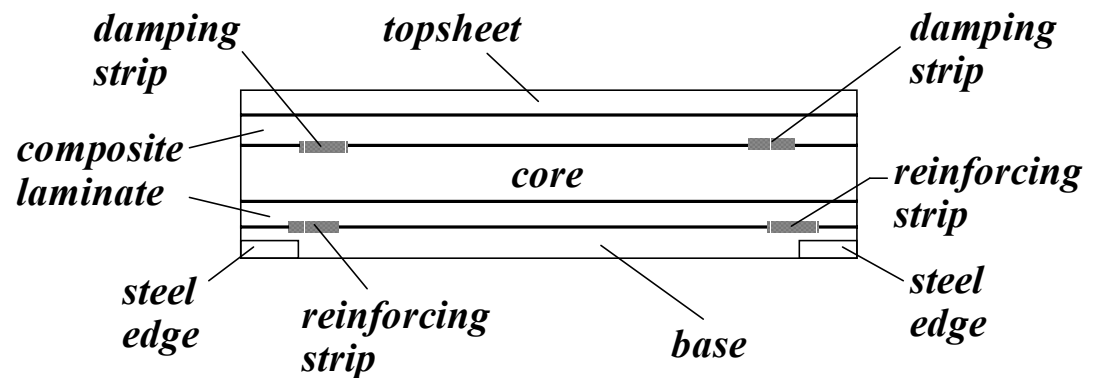 damping
strip
topsheet
damping
strip
composite
laminate
core
reinforcing
strip
steel
edge
reinforcing
strip
base
steel
edge